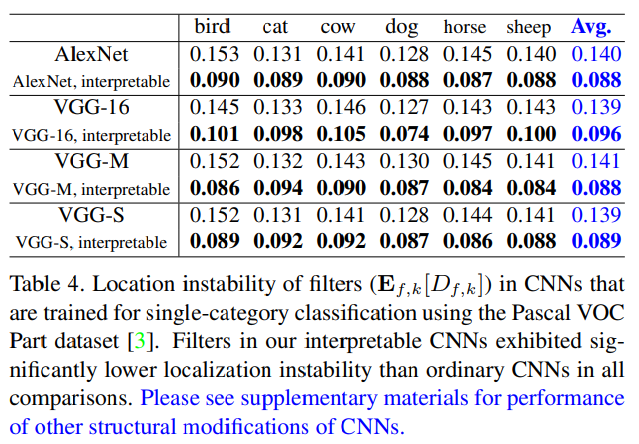 bird cat cow dog horse sheep Avg.
AlexNet 0.153 0.131 0.141 0.128 0.145 0.140 0.140
AlexNet, interpretable 0.090 0.089 0.090 0.088 0.087 0.088 0.088
VGG-16 0.145 0.133 0.146 0.127 0.143 0.143 0.139
VGG-16, interpretable 0.101 0.098 0.105 0.074 0.097 0.100 0.096
VGG-M 0.152 0.132 0.143 0.130 0.145 0.141 0.141
VGG-M, interpretable 0.086 0.094 0.090 0.087 0.084 0.084 0.088
VGG-S 0.152 0.131 0.141 0.128 0.144 0.141 0.139
VGG-S, interpretable 0.089 0.092 0.092 0.087 0.086 0.088 0.089
Table 4. Location instability of filters (E_{f,k}[D_{f,k}]) in CNNs that
are trained for single-category classification using the Pascal VOC
Part dataset [3]. Filters in our interpretable CNNs exhibited sig-
nificantly lower localization instability than ordinary CNNs in all
comparisons. Please see supplementary materials for performance
of other structural modifications of CNNs.